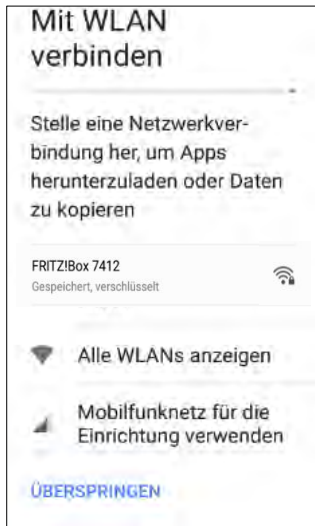 Mit WLAN
verbinden
Stelle eine Netzwerkver-
bindung her, um Apps
herunterzuladen oder Daten
zu kopieren
FRITZ!Box 7412
Gespeichert, verschlüsselt
Alle WLANs anzeigen
Mobilfunknetz für die
Einrichtung verwenden
ÜBERSPRINGEN